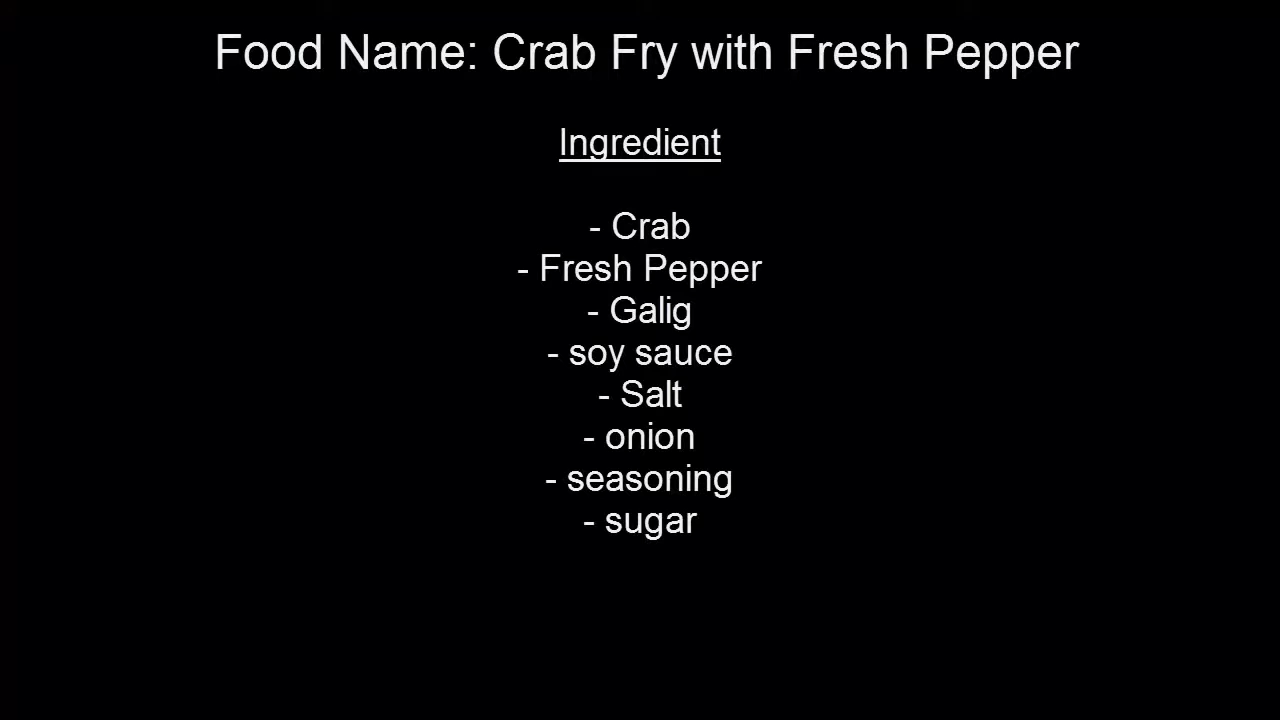 Food Name: Crab Fry with Fresh Pepper
Ingredient
- Crab
- Fresh Pepper
- Galig
- soy sauce
- Salt
- onion
- seasoning
- sugar